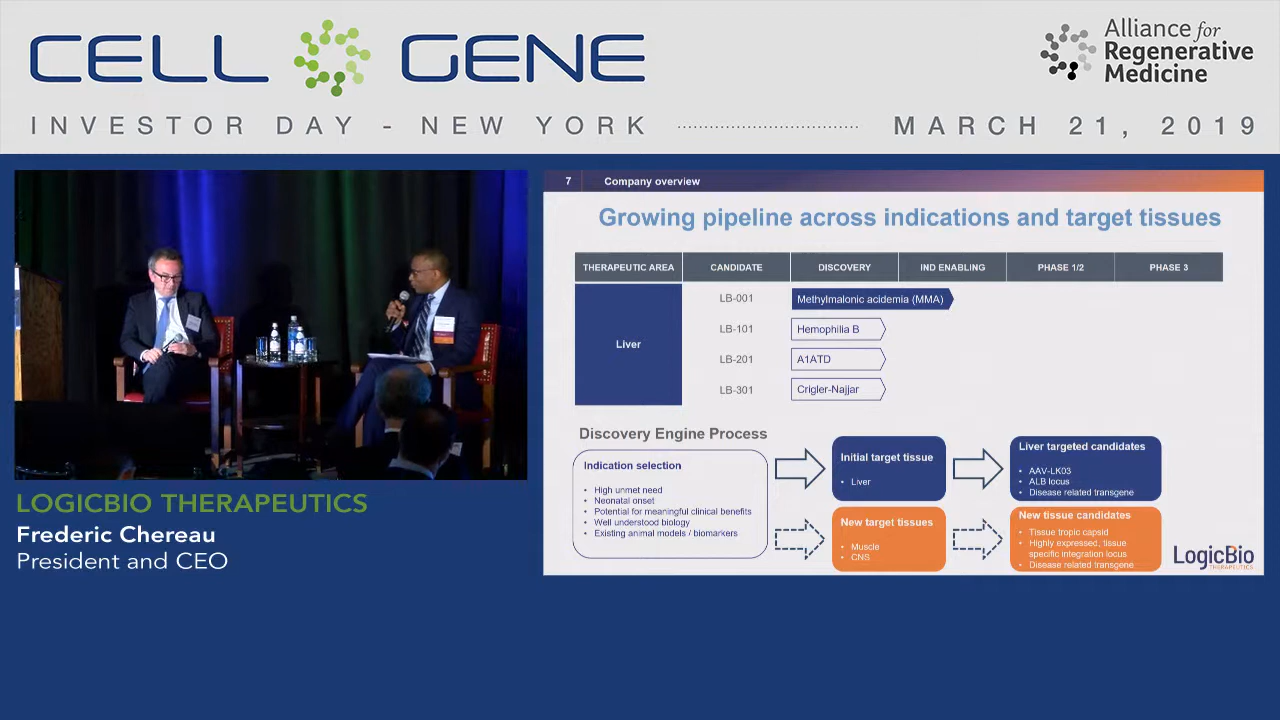 CELL GENE
Alliance for
Regenerative
Medicine
INVESTOR DAY - NEW YORK
MARCH 21, 2019
7 Company overview
Growing pipeline across indications and target tissues
THERAPEUTIC AREA CANDIDATE DISCOVERY IND ENABLING PHASE 1/2 PHASE 3
Liver
LB-001 Methylmalonic acidemia (MMA)
LB-101 Hemophilia B
LB-201 A1ATD
LB-301 Crigler-Najjar
Discovery Engine Process
Indication selection
• High unmet need
• Neonatal onset
• Potential for meaningful clinical benefits
• Well understood biology
• Existing animal models / biomarkers
Initial target tissue
• Liver
Liver targeted candidates
• AAV-LK03
• ALB locus
• Disease related transgene
New target tissues
• Muscle
• CNS
New tissue candidates
• Tissue tropic capsid
• Highly expressed, tissue
specific integration locus
• Disease related transgene
LogicBio
THERAPEUTICS
LOGICBIO THERAPEUTICS
Frederic Chereau
President and CEO